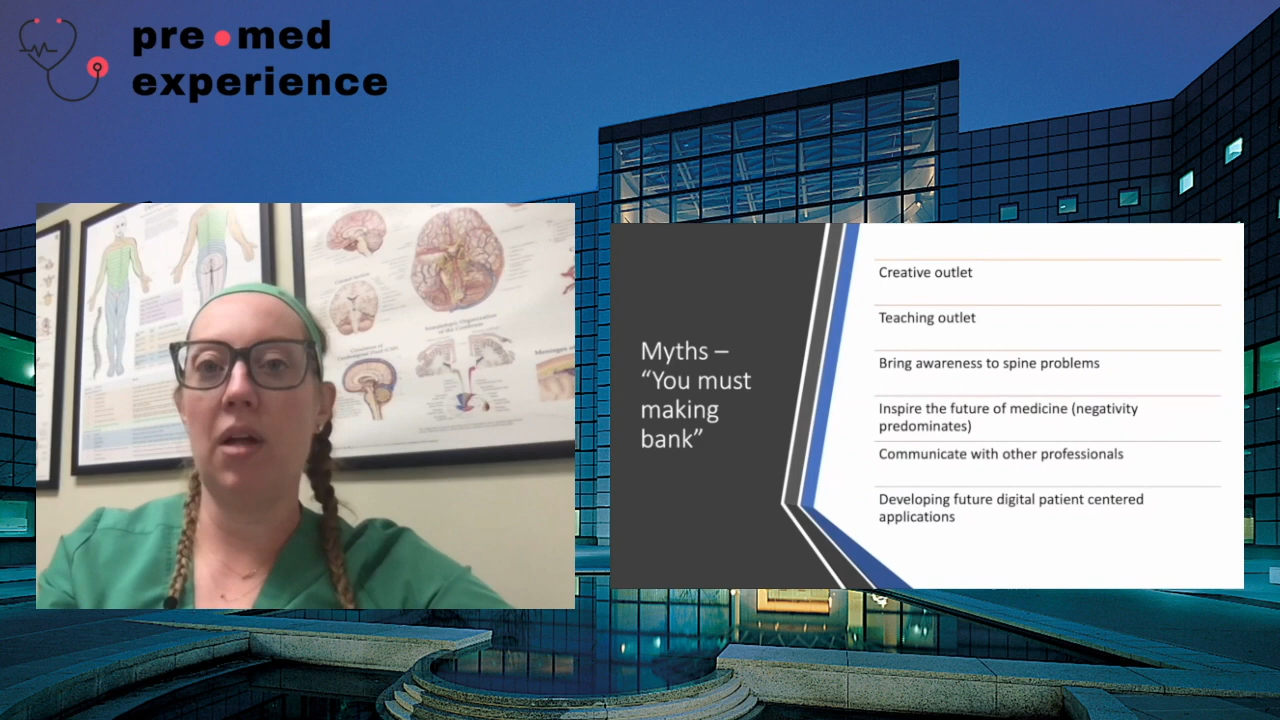 pre med
experience
Myths –
“You must
making
bank”
Creative outlet
Teaching outlet
Bring awareness to spine problems
Inspire the future of medicine (negativity
predominates)
Communicate with other professionals
Developing future digital patient centered
applications